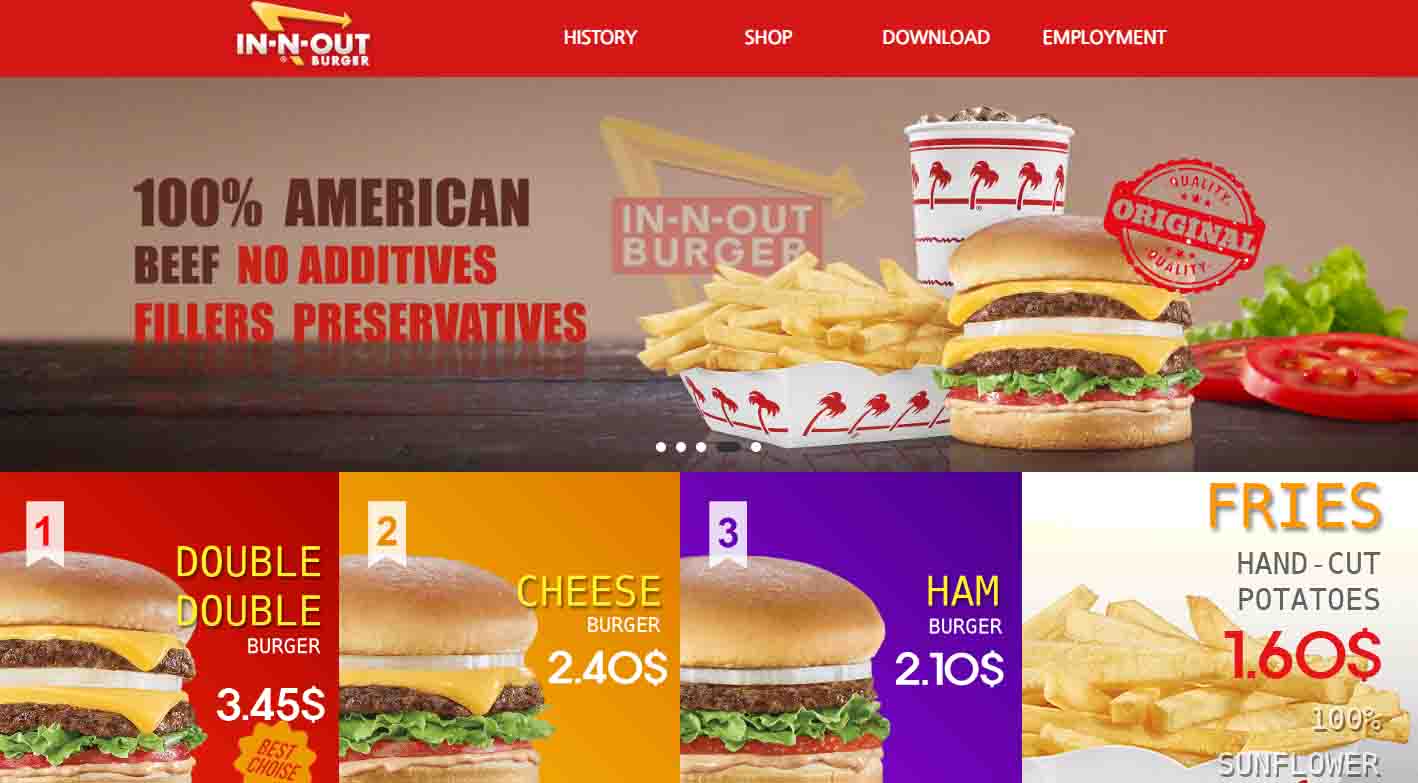 IN-N-OUT
BURGER
HISTORY
SHOP
DOWNLOAD
EMPLOYMENT
100% AMERICAN
BEEF NO ADDITIVES
FILLERS PRESERVATIVES
IN-N-OUT
BURGER
QUALITY
ORIGINAL
QUALITY
1
DOUBLE
DOUBLE
BURGER
3.45$
BEST
CHOISE
2
CHEESE
BURGER
2.40$
3
HAM
BURGER
2.10$
FRIES
HAND-CUT
POTATOES
1.60$
100%
SUNFLOWER